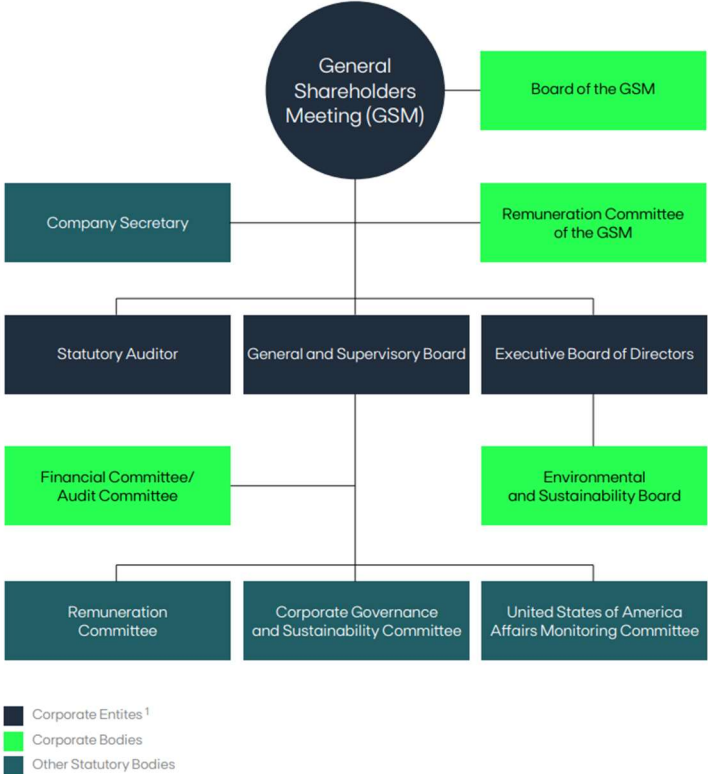 General
Shareholders
Meeting (GSM)
Board of the GSM
Company Secretary
Remuneration Committee
of the GSM
Statutory Auditor
General and Supervisory Board
Executive Board of Directors
Financial Committee/
Audit Committee
Environmental
and Sustainability Board
Remuneration
Committee
Corporate Governance
and Sustainability Committee
United States of America
Affairs Monitoring Committee
Corporate Entites 1
Corporate Bodies
Other Statutory Bodies